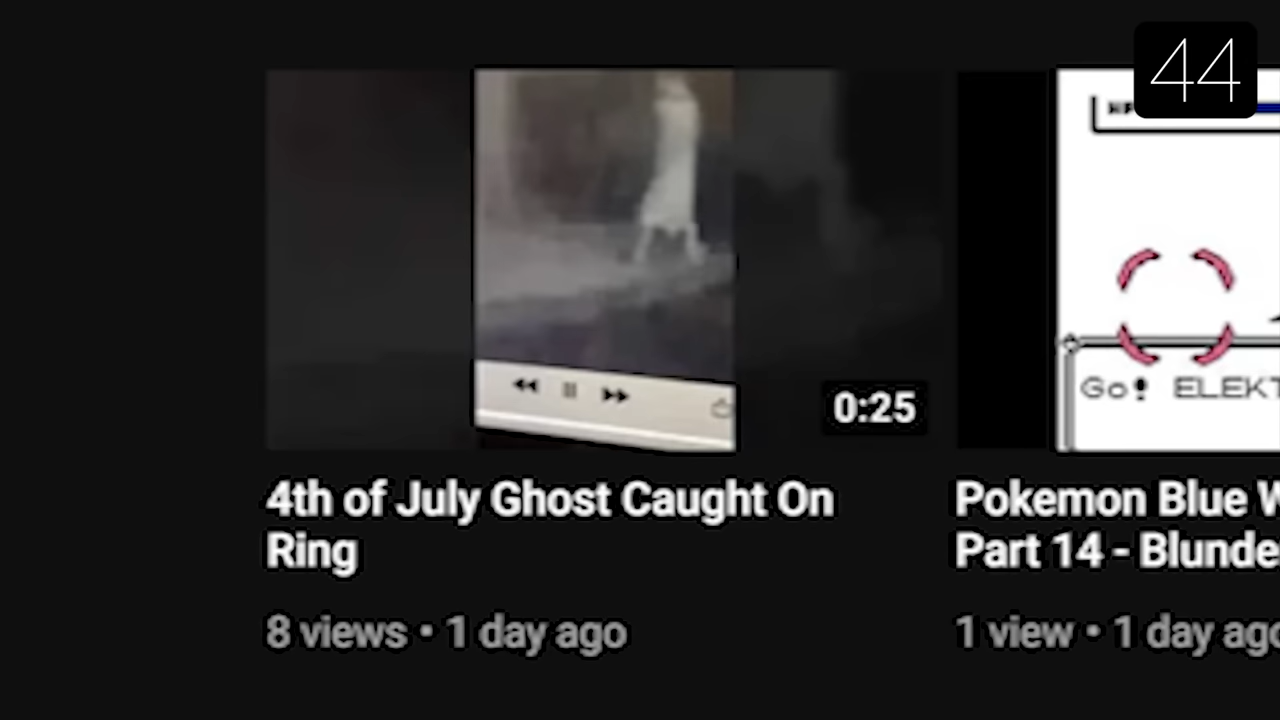 44
HP
Go! ELEKT
0:25
4th of July Ghost Caught On
Ring
8 views • 1 day ago
Pokemon Blue W
Part 14 - Blunde
1 view • 1 day ago